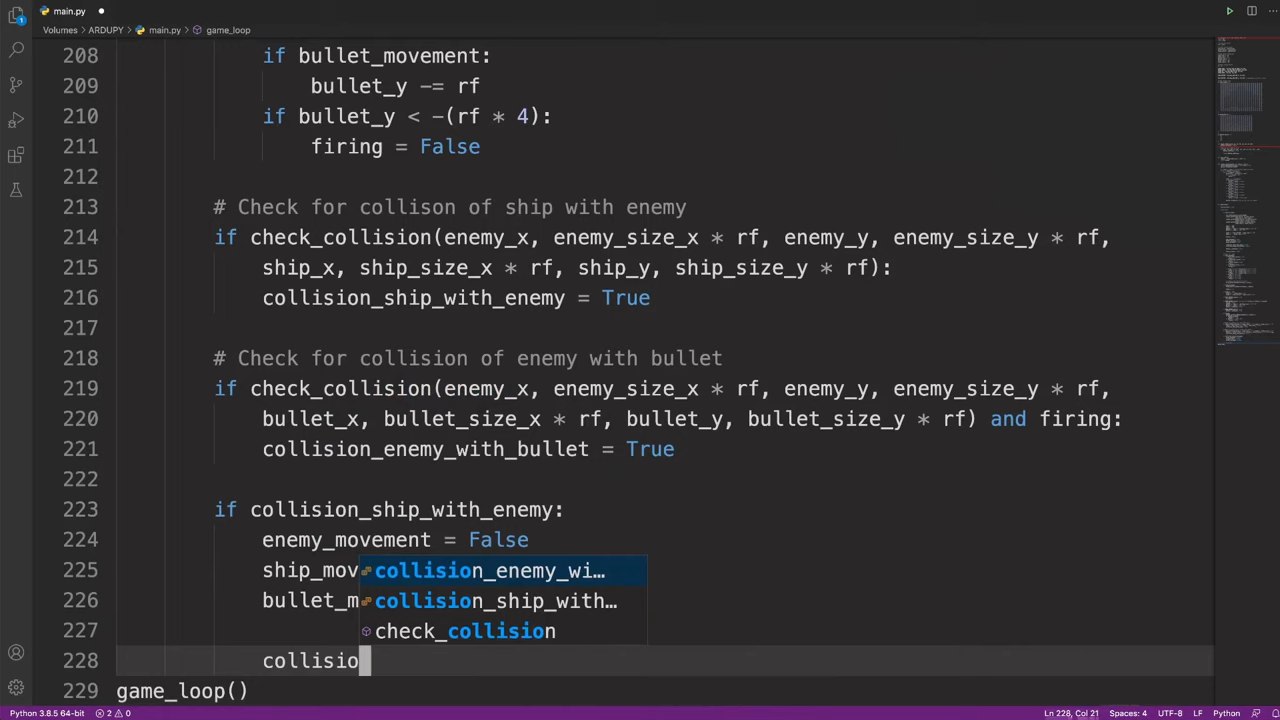 main.py
1
Volumes > ARDUPY > main.py > game_loop
208 if bullet_movement:
209 bullet_y -= rf
210 if bullet_y < -(rf * 4):
211 firing = False
212
213 # Check for collison of ship with enemy
214 if check_collision(enemy_x, enemy_size_x * rf, enemy_y, enemy_size_y * rf,
215 ship_x, ship_size_x * rf, ship_y, ship_size_y * rf):
216 collision_ship_with_enemy = True
217
218 # Check for collision of enemy with bullet
219 if check_collision(enemy_x, enemy_size_x * rf, enemy_y, enemy_size_y * rf,
220 bullet_x, bullet_size_x * rf, bullet_y, bullet_size_y * rf) and firing:
221 collision_enemy_with_bullet = True
222
223 if collision_ship_with_enemy:
224 enemy_movement = False
225 ship_mov collision_enemy_wi…
226 bullet_m collision_ship_with…
227 check_collision
228 collisio
229 game_loop()
Python 3.8.5 64-bit 2 0 Ln 228, Col 21 Spaces: 4 UTF-8 LF Python